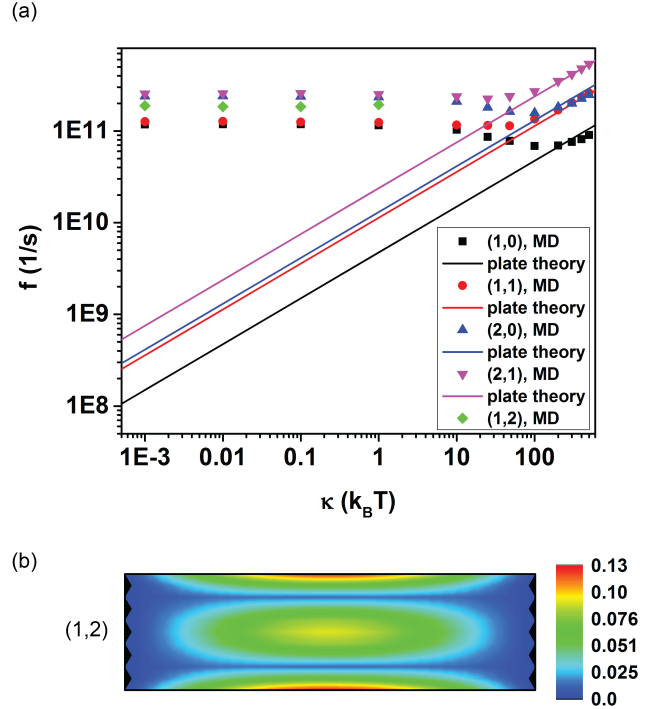 (a)
f (1/s)
1E11
1E10
1E9
1E8
(1,0), MD
plate theory
(1,1), MD
plate theory
(2,0), MD
plate theory
(2,1), MD
plate theory
(1,2), MD
1E-3 0.01 0.1 1 10 100
κ (k_BT)
(b)
(1,2)
0.13
0.10
0.076
0.051
0.025
0.0